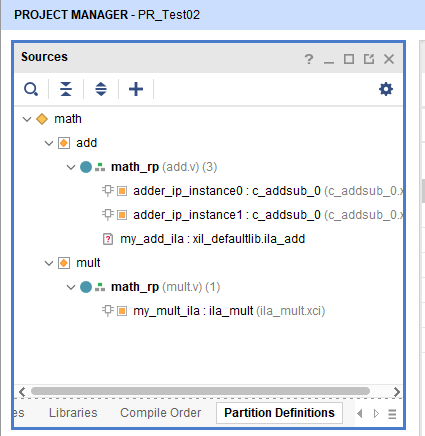 PROJECT MANAGER - PR_Test02
Sources
math
add
math_rp (add.v) (3)
adder_ip_instance0 : c_addsub_0 (c_addsub_0.x
adder_ip_instance1 : c_addsub_0 (c_addsub_0.x
my_add_ila : xil_defaultlib.ila_add
mult
math_rp (mult.v) (1)
my_mult_ila : ila_mult (ila_mult.xci)
es Libraries Compile Order Partition Definitions